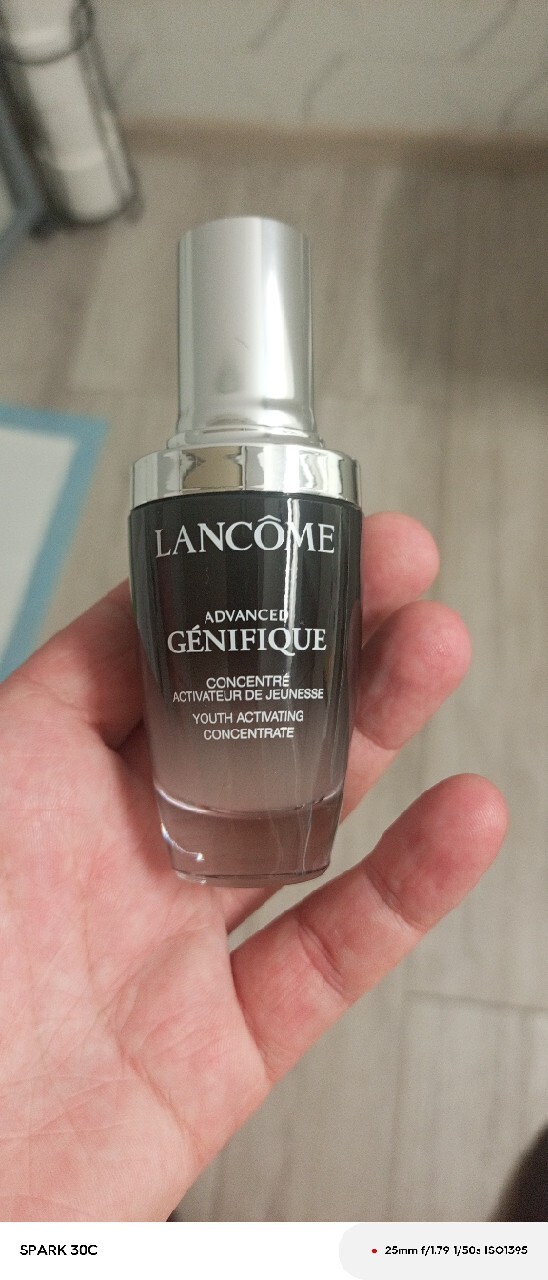 LANCÔME
ADVANCED
GÉNIFIQUE
CONCENTRÉ
ACTIVATEUR DE JEUNESSE
YOUTH ACTIVATING
CONCENTRATE
SPARK 30C
25mm f/1.79 1/50s ISO1395